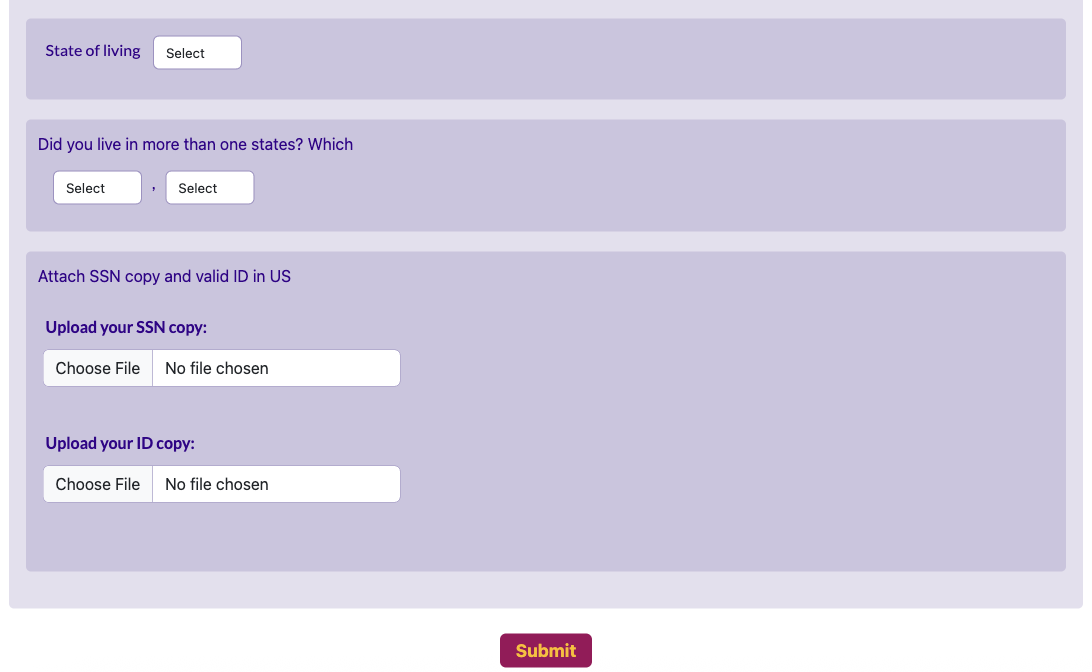 State of living Select
Did you live in more than one states? Which
Select , Select
Attach SSN copy and valid ID in US
Upload your SSN copy:
Choose File No file chosen
Upload your ID copy:
Choose File No file chosen
Submit